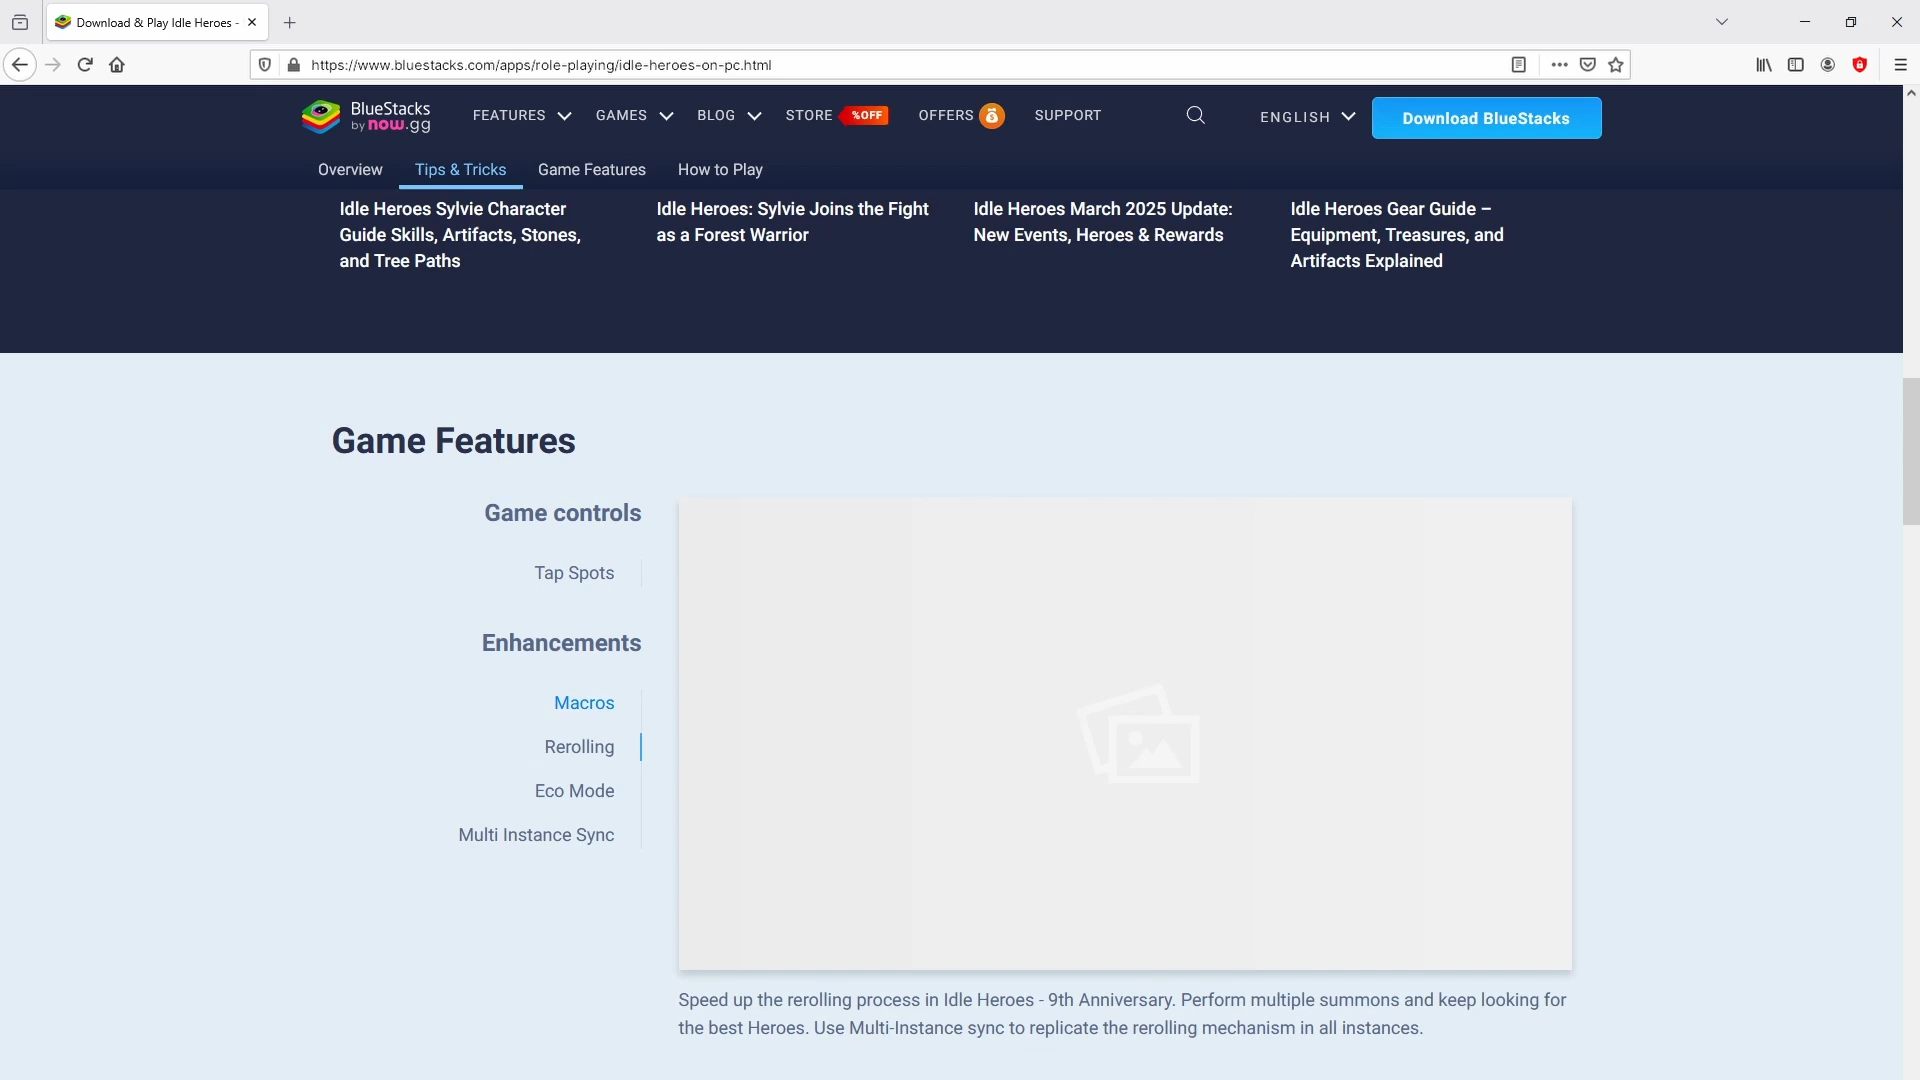 Download & Play Idle Heroes -
https://www.bluestacks.com/apps/role-playing/idle-heroes-on-pc.html
BlueStacks
by now.gg
FEATURES
GAMES
BLOG
STORE
%OFF
OFFERS
SUPPORT
ENGLISH
Download BlueStacks
Overview
Tips & Tricks
Game Features
How to Play
Idle Heroes Sylvie Character
Guide Skills, Artifacts, Stones,
and Tree Paths
Idle Heroes: Sylvie Joins the Fight
as a Forest Warrior
Idle Heroes March 2025 Update:
New Events, Heroes & Rewards
Idle Heroes Gear Guide –
Equipment, Treasures, and
Artifacts Explained
Game Features
Game controls
Tap Spots
Enhancements
Macros
Rerolling
Eco Mode
Multi Instance Sync
Speed up the rerolling process in Idle Heroes - 9th Anniversary. Perform multiple summons and keep looking for
the best Heroes. Use Multi-Instance sync to replicate the rerolling mechanism in all instances.